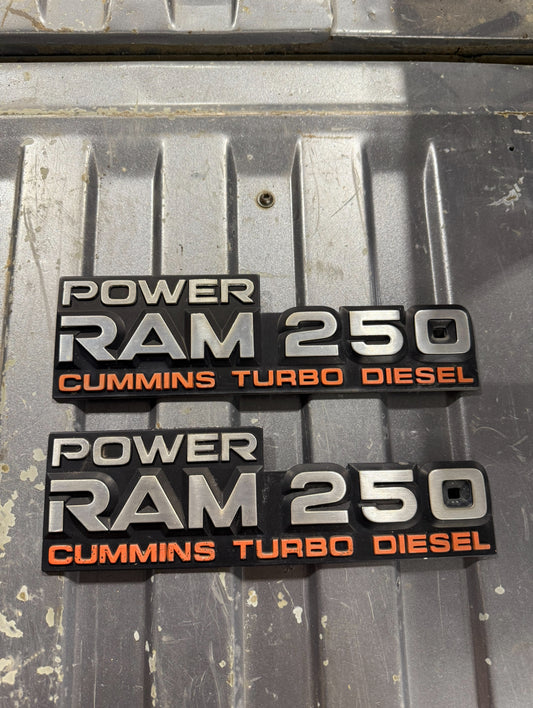 POWER
RAM 250
CUMMINS TURBO DIESEL
POWER
RAM 250
CUMMINS TURBO DIESEL